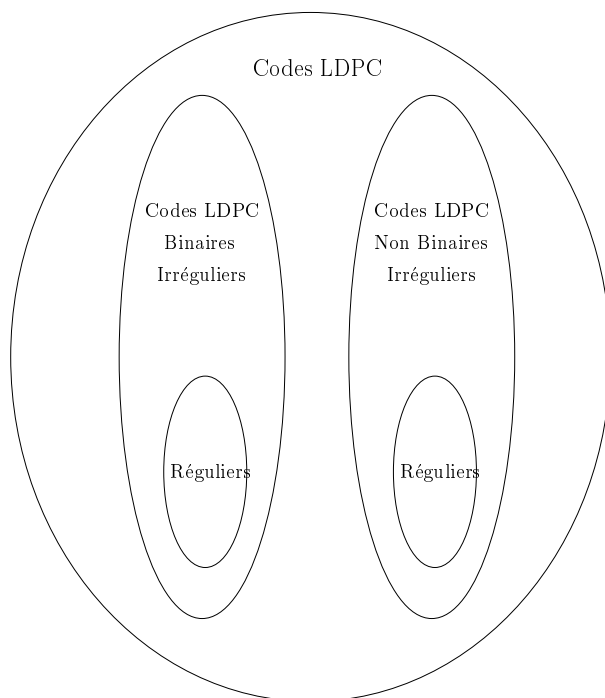 Codes LDPC
Codes LDPC
Binaires
Irréguliers
Codes LDPC
Non Binaires
Irréguliers
Réguliers
Réguliers